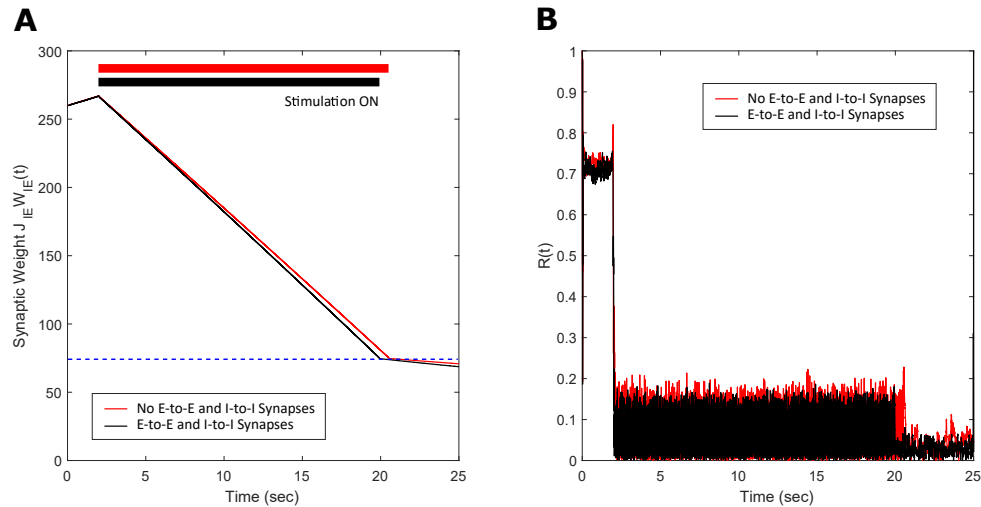 A
B
300
250
200
150
100
50
0
0
5
10
15
20
25
Synaptic Weight J_IE W_IE(t)
Time (sec)
Stimulation ON
No E-to-E and I-to-I Synapses
E-to-E and I-to-I Synapses
1
0.9
0.8
0.7
0.6
0.5
0.4
0.3
0.2
0.1
0
0
5
10
15
20
25
R(t)
Time (sec)
No E-to-E and I-to-I Synapses
E-to-E and I-to-I Synapses